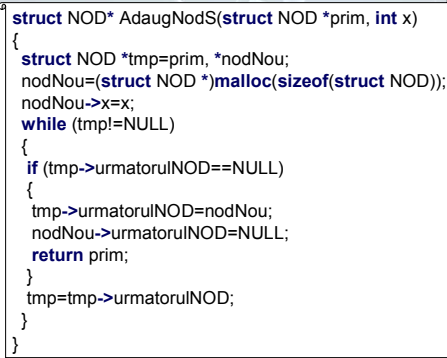 struct NOD* AdaugNodS(struct NOD *prim, int x)
{
struct NOD *tmp=prim, *nodNou;
nodNou=(struct NOD *)malloc(sizeof(struct NOD));
nodNou->x=x;
while (tmp!=NULL)
{
if (tmp->urmatorulNOD==NULL)
{
tmp->urmatorulNOD=nodNou;
nodNou->urmatorulNOD=NULL;
return prim;
}
tmp=tmp->urmatorulNOD;
}
}